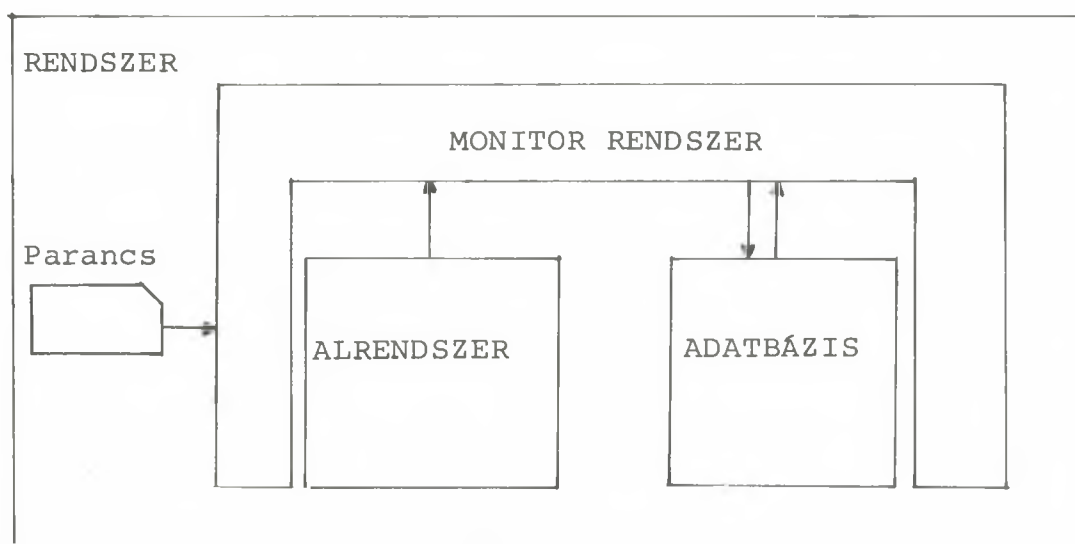 RENDSZER
MONITOR RENDSZER
Parancs
ALRENDSZER
ADATBÁZIS